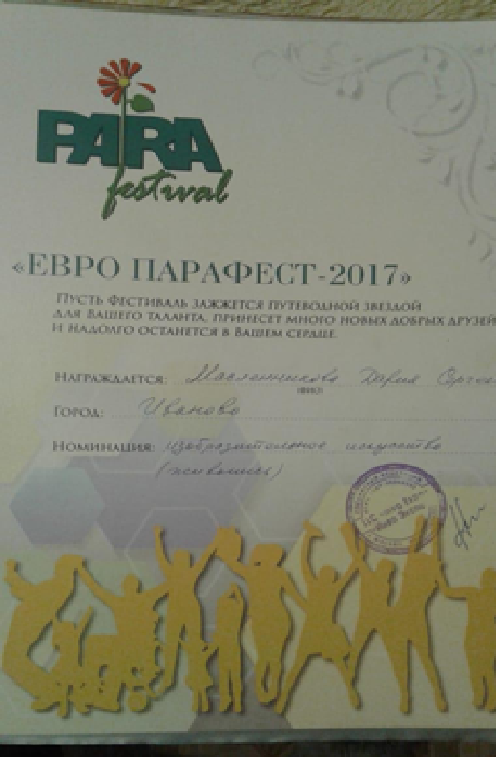 PARA
festival
«ЕВРО ПАРАФЕСТ-2017»
Пусть Фестиваль зажжется путеводной звездой
для Вашего таланта, принесет много новых добрых друзей
и надолго останется в Вашем сердце.
Награждается: Масленникова Дарья
(ФИО)
Город: Иваново
Номинация: изобразительное искусство
(живопись)